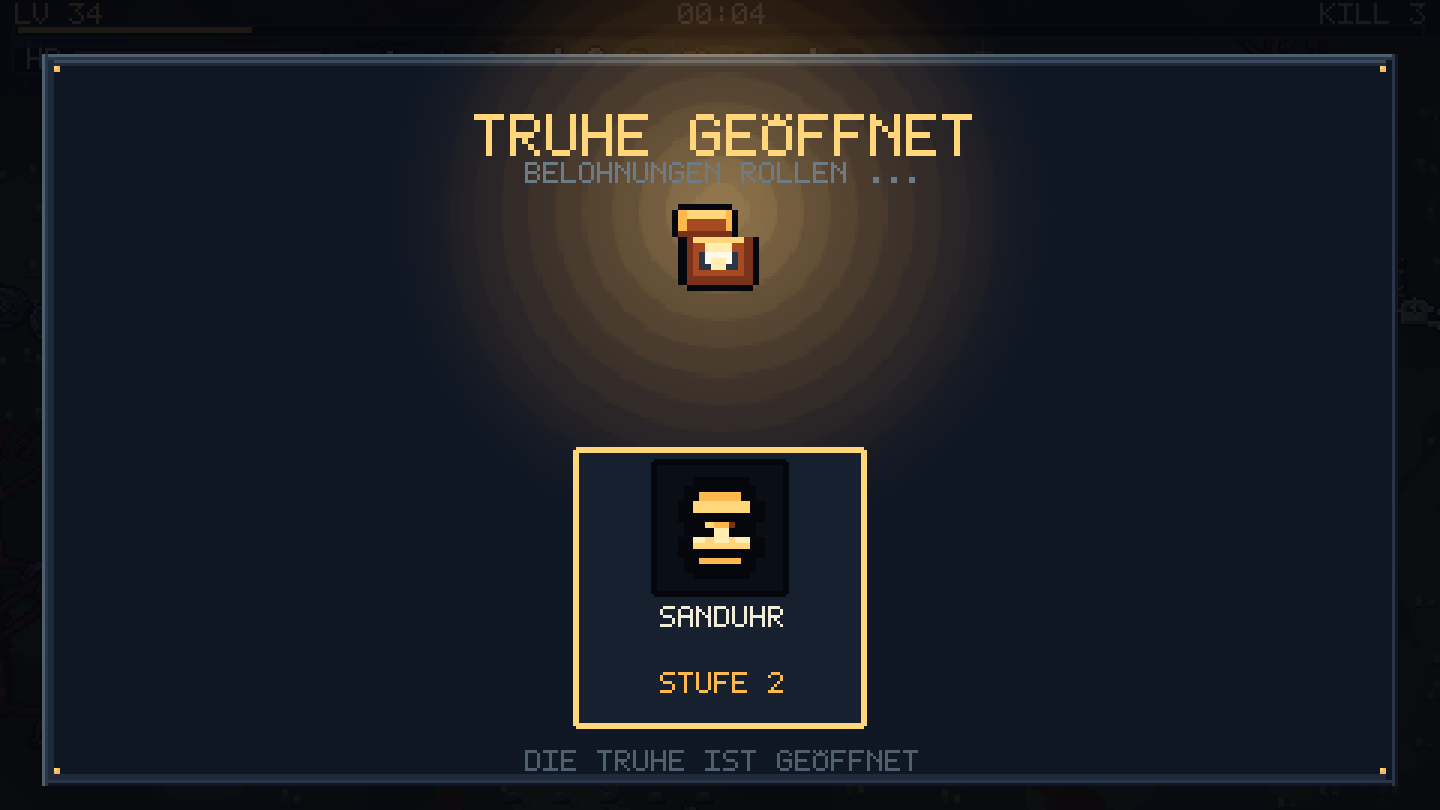 LV 34
00:04
KILL 3
TRUHE GEÖFFNET
BELOHNUNGEN ROLLEN ...
SANDUHR
STUFE 2
DIE TRUHE IST GEÖFFNET